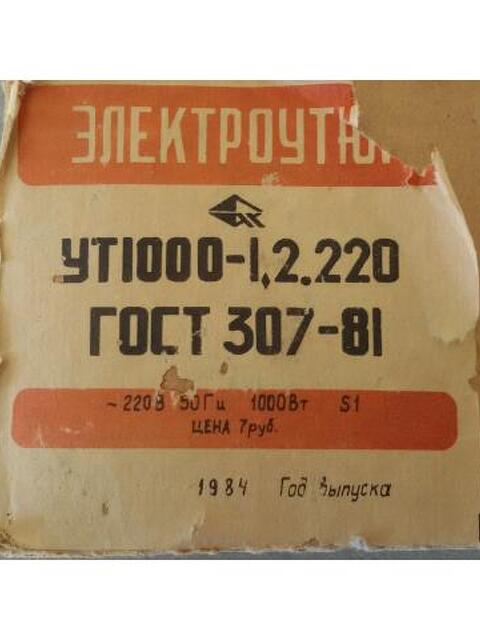 ЭЛЕКТРОУТЮ
УТ1000-1,2.220
ГОСТ 307-81
~ 220В 50Гц 1000Вт S1
ЦЕНА 7руб.
1984 Год выпуска